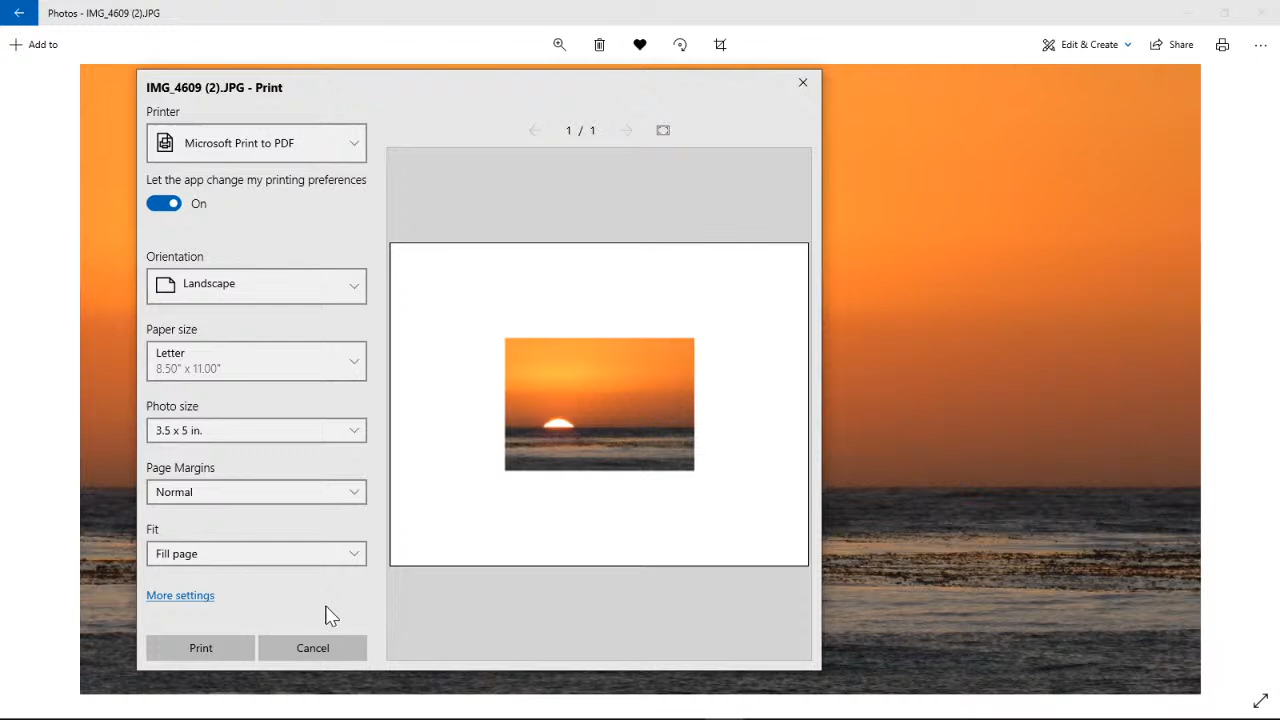 Photos - IMG_4609 (2).JPG
Add to
Edit & Create
Share
IMG_4609 (2).JPG - Print
Printer
Microsoft Print to PDF
Let the app change my printing preferences
On
Orientation
Landscape
Paper size
Letter
8.50" x 11.00"
Photo size
3.5 x 5 in.
Page Margins
Normal
Fit
Fill page
More settings
Print
Cancel
1 / 1